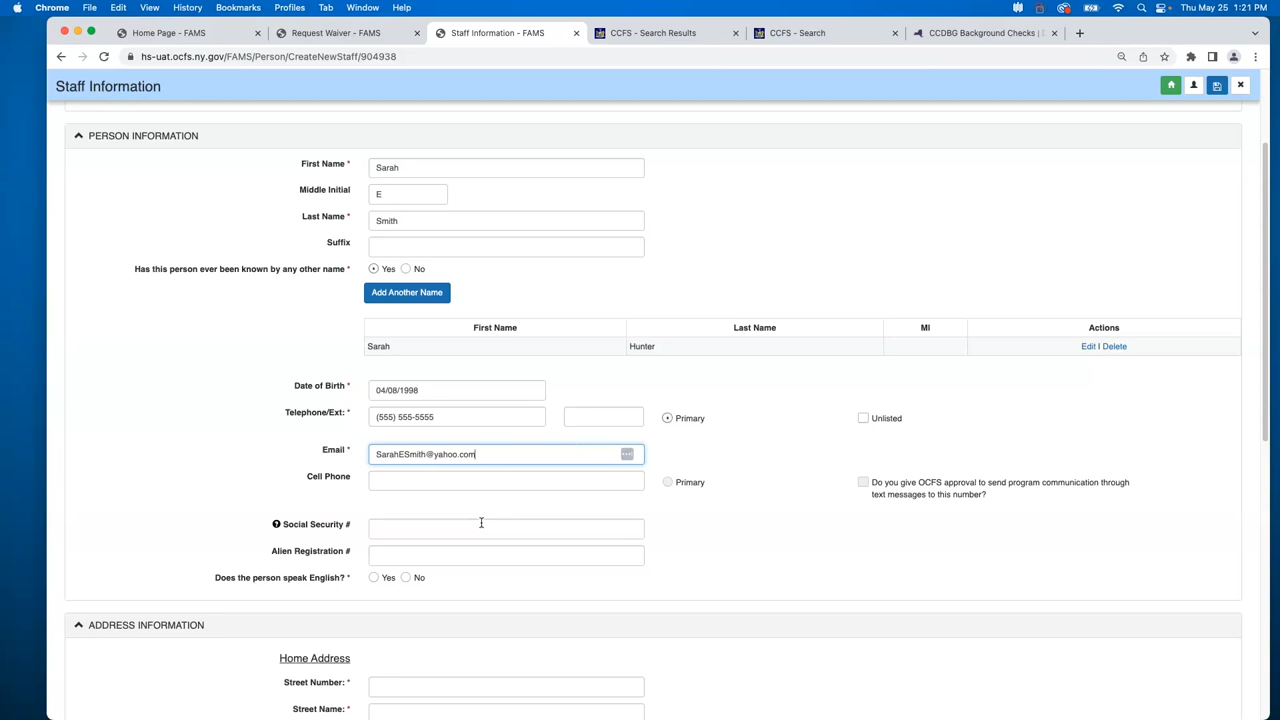 Chrome File Edit View History Bookmarks Profiles Tab Window Help Thu May 25 1:21 PM
Home Page - FAMS Request Waiver - FAMS Staff Information - FAMS CCFS - Search Results CCFS - Search CCDBG Background Checks |
hs-uat.ocfs.ny.gov/FAMS/Person/CreateNewStaff/904938
Staff Information
PERSON INFORMATION
First Name * Sarah
Middle Initial E
Last Name * Smith
Suffix
Has this person ever been known by any other name * Yes No
Add Another Name
First Name Last Name MI Actions
Sarah Hunter Edit | Delete
Date of Birth * 04/08/1998
Telephone/Ext: * (555) 555-5555 Primary Unlisted
Email * SarahESmith@yahoo.com
Cell Phone Primary Do you give OCFS approval to send program communication through
text messages to this number?
Social Security #
Alien Registration #
Does the person speak English? * Yes No
ADDRESS INFORMATION
Home Address
Street Number: *
Street Name: *